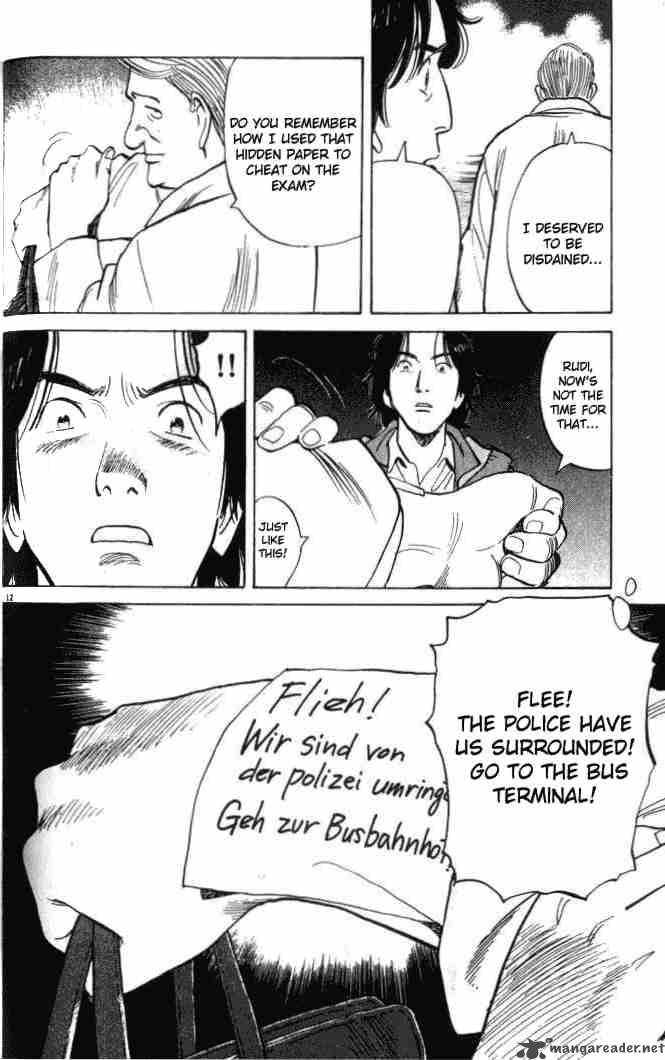 I DESERVED
TO BE
DISDAINED...
DO YOU REMEMBER
HOW I USED THAT
HIDDEN PAPER TO
CHEAT ON THE
EXAM?
RUDI,
NOW'S
NOT THE
TIME FOR
THAT...
JUST
LIKE
THIS!
!!
12
FLEE!
THE POLICE HAVE
US SURROUNDED!
GO TO THE BUS
TERMINAL!
Flieh!
Wir sind von
der polizei umring
Geh zur Busbahnhof
mangareader.net